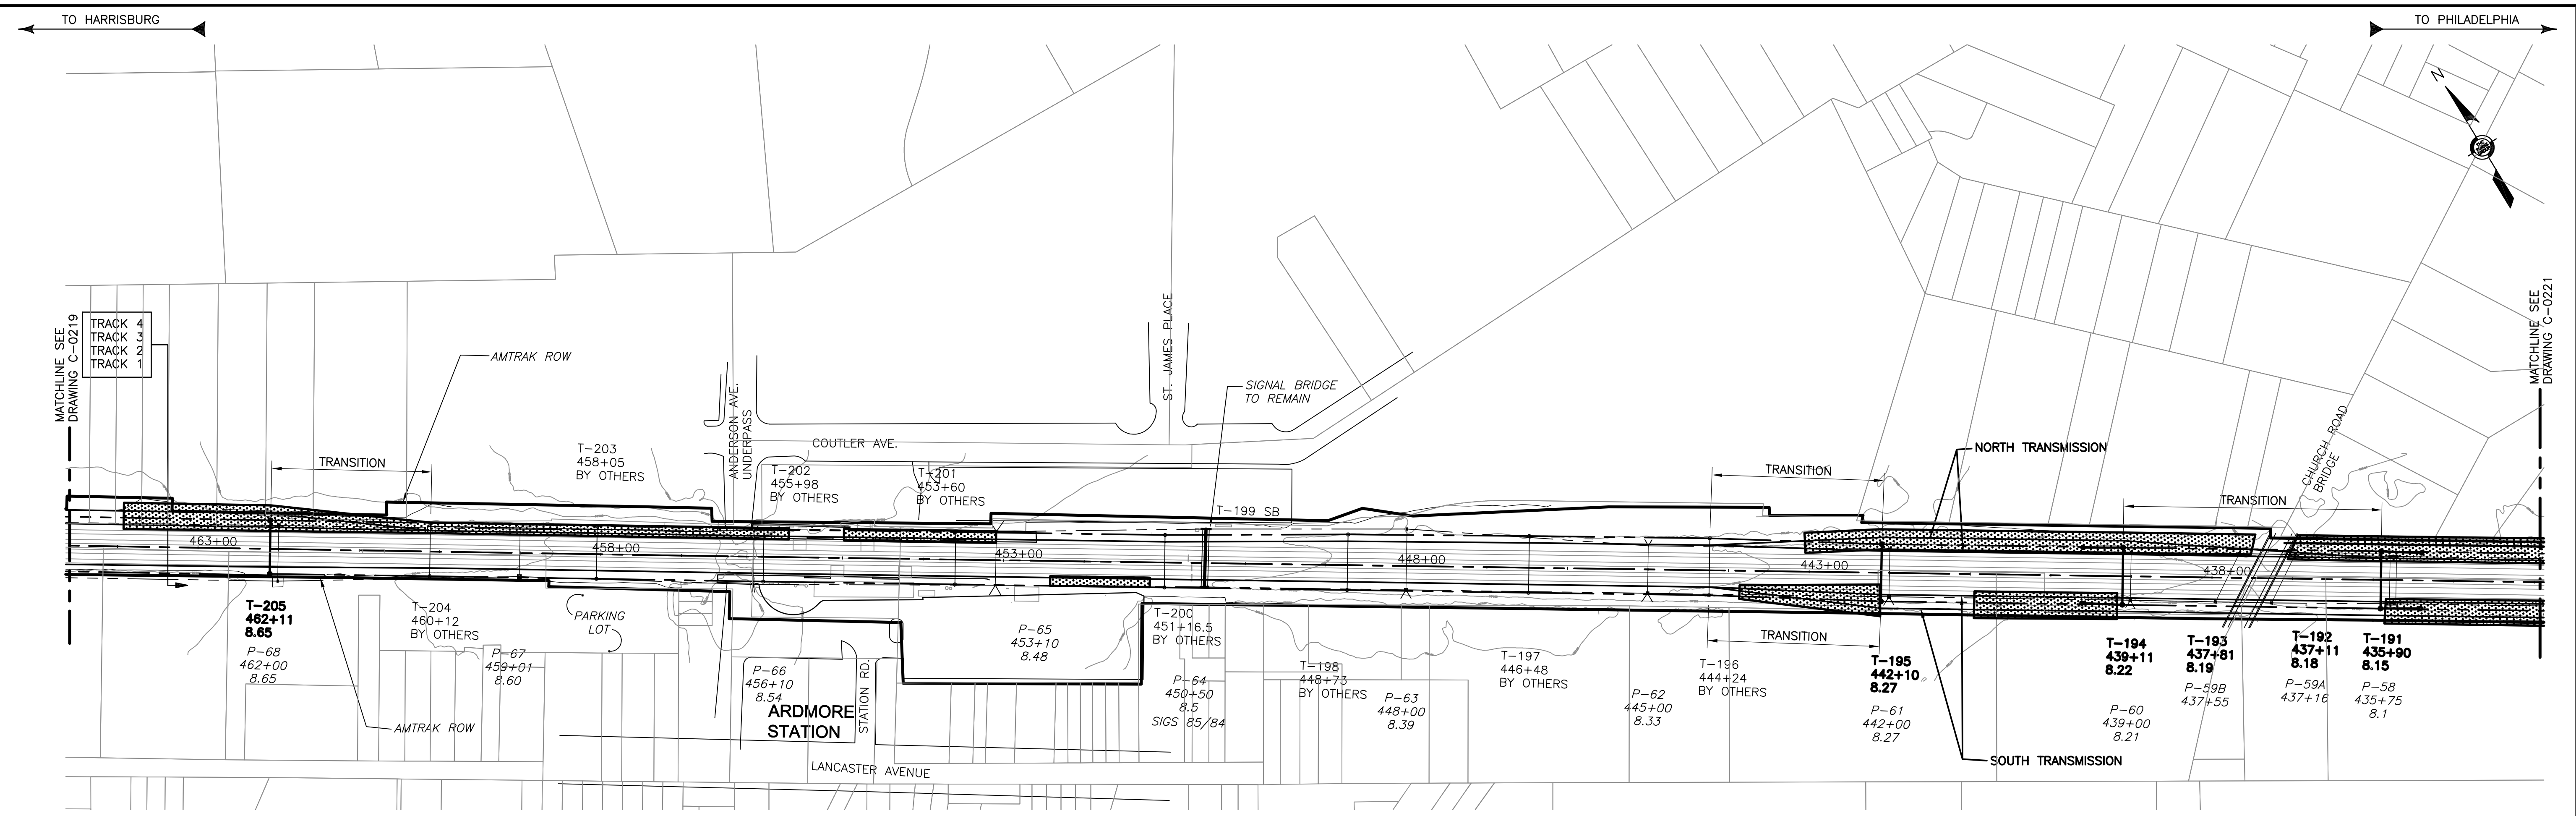 TO HARRISBURG
TO PHILADELPHIA
N
MATCHLINE SEE
DRAWING C-0219
TRACK 4
TRACK 3
TRACK 2
TRACK 1
AMTRAK ROW
ANDERSON AVE.
UNDERPASS
ST. JAMES PLACE
SIGNAL BRIDGE
TO REMAIN
COUTLER AVE.
MATCHLINE SEE
DRAWING C-0221
CHURCH ROAD
BRIDGE
NORTH TRANSMISSION
TRANSITION
T-203
458+05
BY OTHERS
T-202
455+98
BY OTHERS
T-201
453+60
BY OTHERS
TRANSITION
TRANSITION
T-199 SB
463+00
458+00
453+00
448+00
443+00
438+00
T-205
462+11
8.65
P-68
462+00
8.65
T-204
460+12
BY OTHERS
P-67
459+01
8.60
PARKING
LOT
P-66
456+10
8.54
ARDMORE
STATION
STATION RD.
P-65
453+10
8.48
T-200
451+16.5
BY OTHERS
P-64
450+50
8.5
SIGS 85/84
T-198
448+73
BY OTHERS
P-63
448+00
8.39
T-197
446+48
BY OTHERS
P-62
445+00
8.33
TRANSITION
T-196
444+24
BY OTHERS
T-195
442+10
8.27
P-61
442+00
8.27
T-194
439+11
8.22
P-60
439+00
8.21
T-193
437+81
8.19
P-59B
437+55
T-192
437+11
8.18
P-59A
437+16
T-191
435+90
8.15
P-58
435+75
8.1
AMTRAK ROW
SOUTH TRANSMISSION
LANCASTER AVENUE